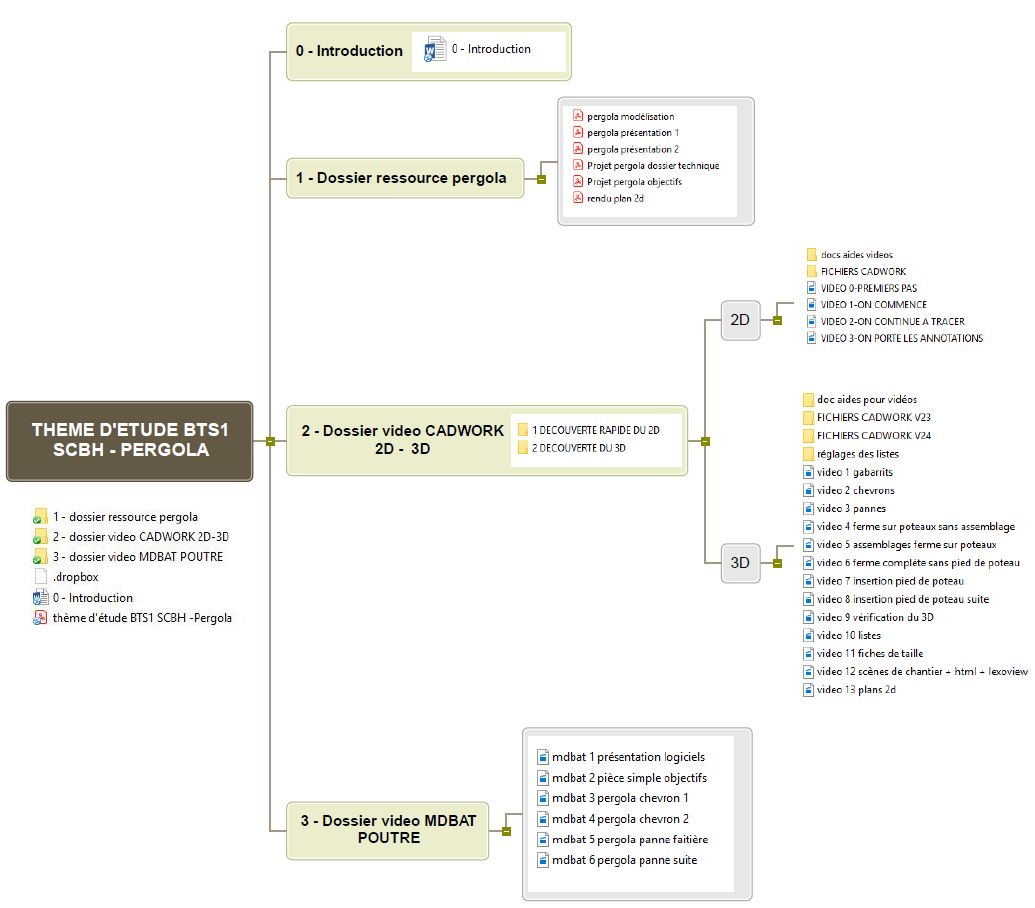 THEME D'ETUDE BTS1
SCBH - PERGOLA
1 - dossier ressource pergola
2 - dossier video CADWORK 2D-3D
3 - dossier video MDBAT POUTRE
.dropbox
0 - Introduction
thème d'étude BTS1 SCBH -Pergola
0 - Introduction
0 - Introduction
1 - Dossier ressource pergola
pergola modélisation
pergola présentation 1
pergola présentation 2
Projet pergola dossier technique
Projet pergola objectifs
rendu plan 2d
2 - Dossier video CADWORK
2D - 3D
1 DECOUVERTE RAPIDE DU 2D
2 DECOUVERTE DU 3D
2D
docs aides videos
FICHIERS CADWORK
VIDEO 0-PREMIERS PAS
VIDEO 1-ON COMMENCE
VIDEO 2-ON CONTINUE A TRACER
VIDEO 3-ON PORTE LES ANNOTATIONS
3D
doc aides pour vidéos
FICHIERS CADWORK V23
FICHIERS CADWORK V24
réglages des listes
video 1 gabarrits
video 2 chevrons
video 3 pannes
video 4 ferme sur poteaux sans assemblage
video 5 assemblages ferme sur poteaux
video 6 ferme complète sans pied de poteau
video 7 insertion pied de poteau
video 8 insertion pied de poteau suite
video 9 vérification du 3D
video 10 listes
video 11 fiches de taille
video 12 scènes de chantier + html + lexoview
video 13 plans 2d
3 - Dossier video MDBAT
POUTRE
mdbat 1 présentation logiciels
mdbat 2 pièce simple objectifs
mdbat 3 pergola chevron 1
mdbat 4 pergola chevron 2
mdbat 5 pergola panne faitière
mdbat 6 pergola panne suite